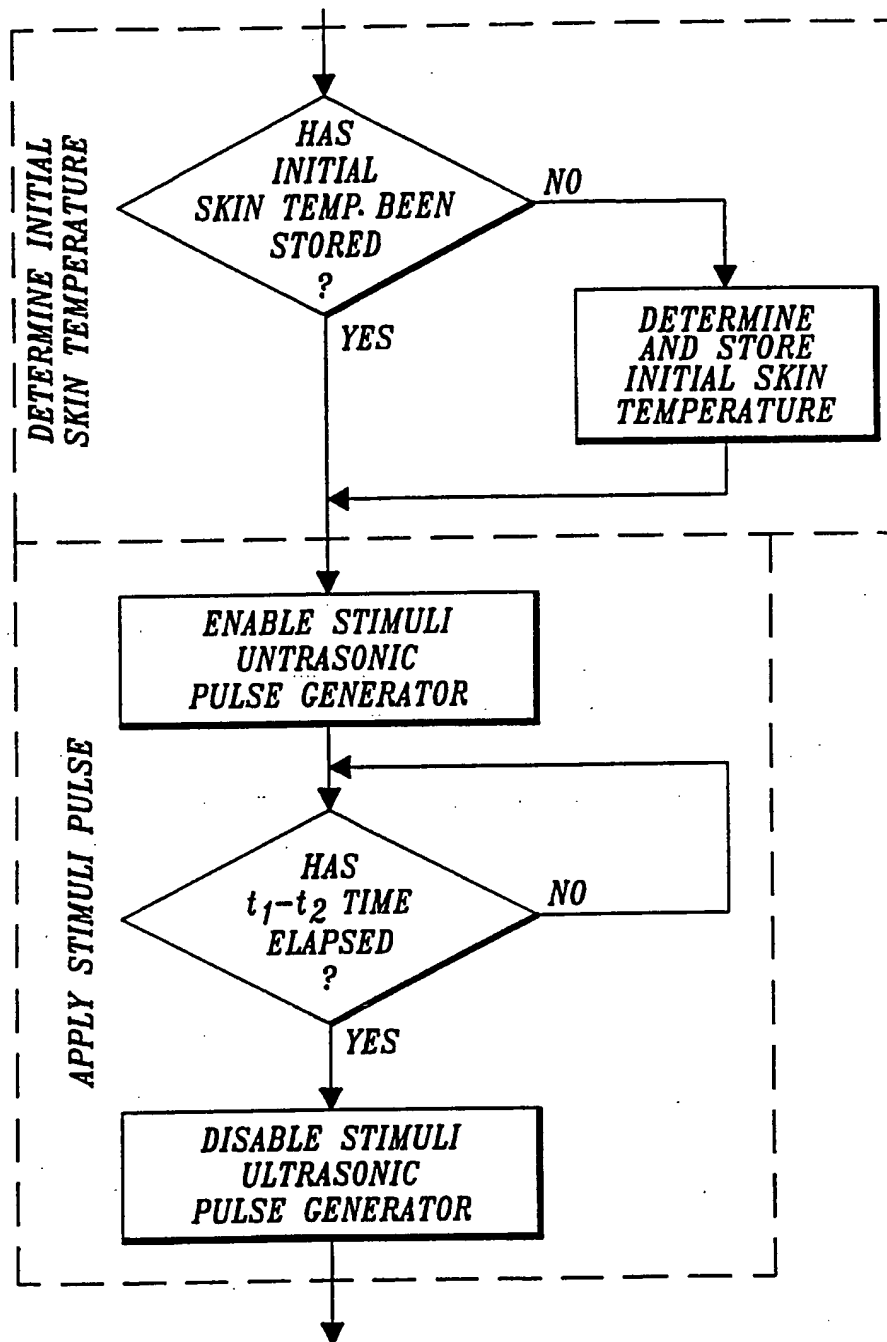 DETERMINE INITIAL
SKIN TEMPERATURE
HAS
INITIAL
SKIN TEMP. BEEN
STORED
?
NO
YES
DETERMINE
AND STORE
INITIAL SKIN
TEMPERATURE
APPLY STIMULI PULSE
ENABLE STIMULI
UNTRASONIC
PULSE GENERATOR
HAS
t1-t2 TIME
ELAPSED
?
NO
YES
DISABLE STIMULI
ULTRASONIC
PULSE GENERATOR